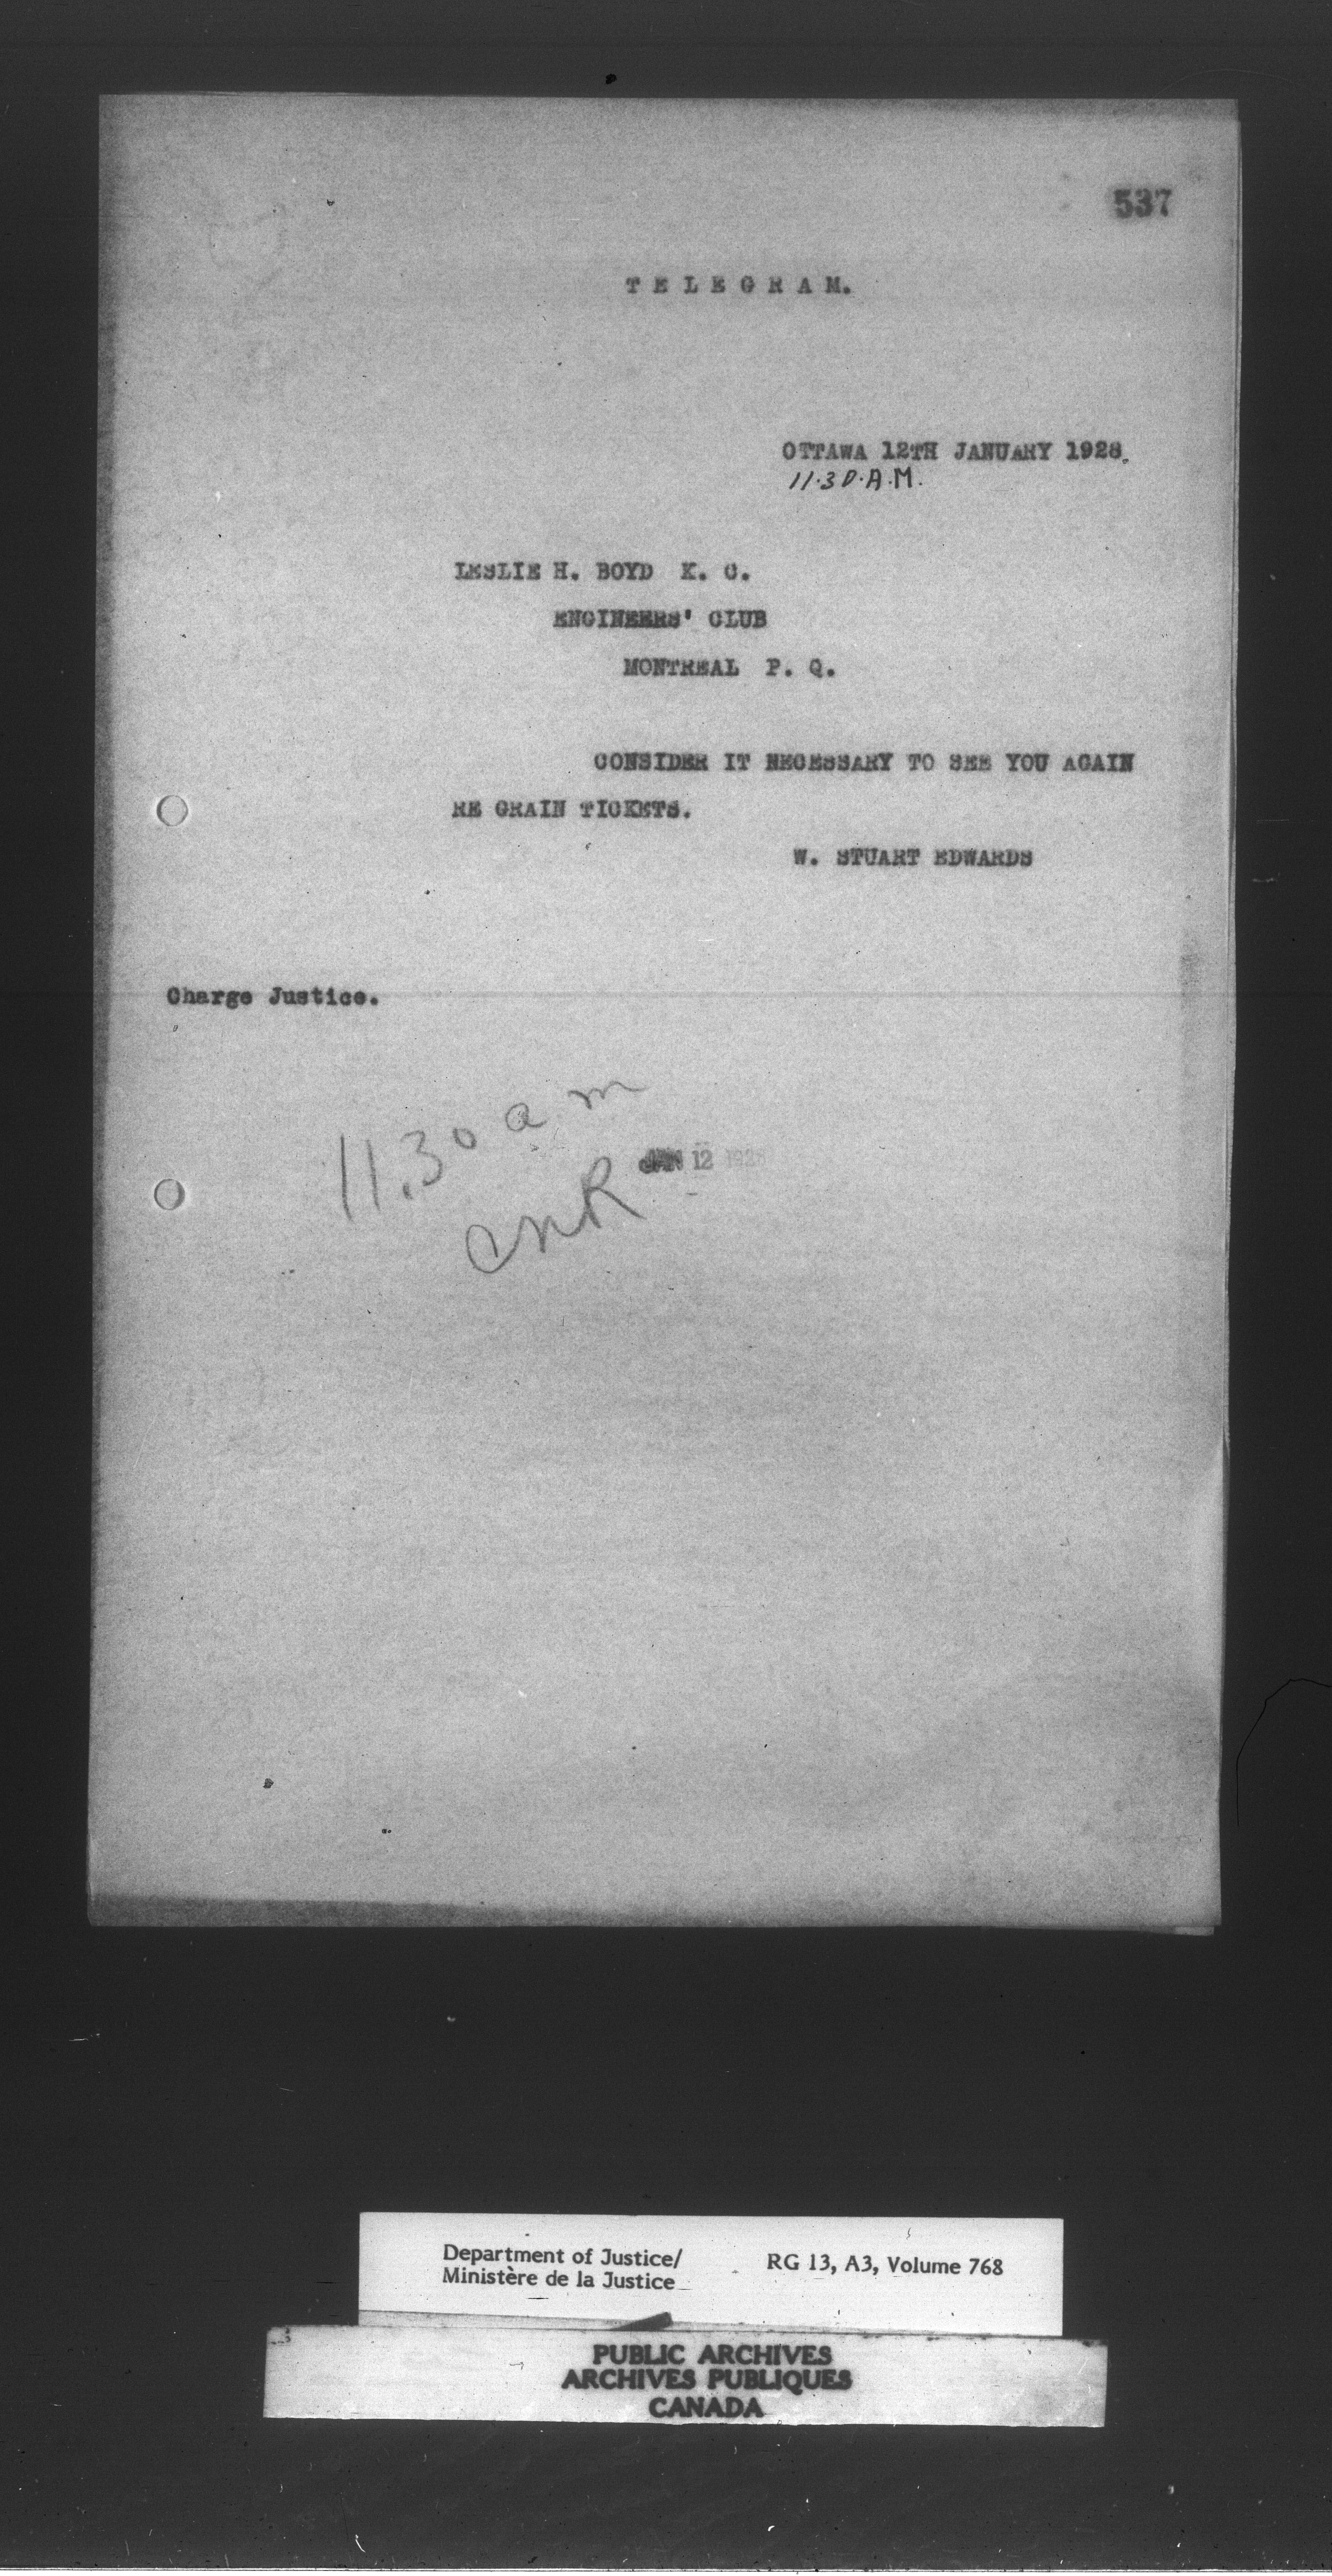 537
TELEGRAM.
OTTAWA 12TH JANUARY 1928.
11.30.A.M.
LESLIE H. BOYD K. C.
ENGINEERS' CLUB
MONTREAL P. Q.
CONSIDER IT NECESSARY TO SEE YOU AGAIN
RE GRAIN TICKETS.
W. STUART EDWARDS
Charge Justice.
11.30 a m
JAN 12 1928
CNR
Department of Justice/ RG 13, A3, Volume 768
Ministère de la Justice
PUBLIC ARCHIVES
ARCHIVES PUBLIQUES
CANADA